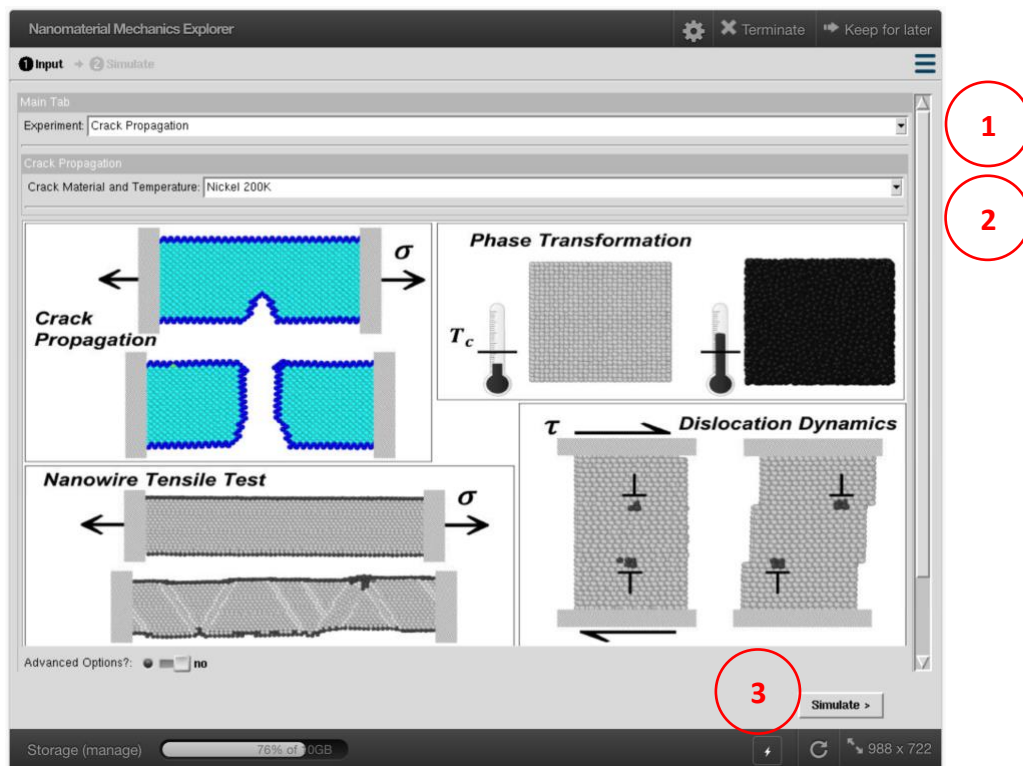 Nanomaterial Mechanics Explorer
Terminate
Keep for later
1 Input → 2 Simulate
Main Tab
Experiment: Crack Propagation
1
Crack Propagation
Crack Material and Temperature: Nickel 200K
2
σ
Crack
Propagation
Phase Transformation
T c
Nanowire Tensile Test
σ
τ
Dislocation Dynamics
Advanced Options?: no
3
Simulate >
Storage (manage) 76% of 10GB
988 x 722